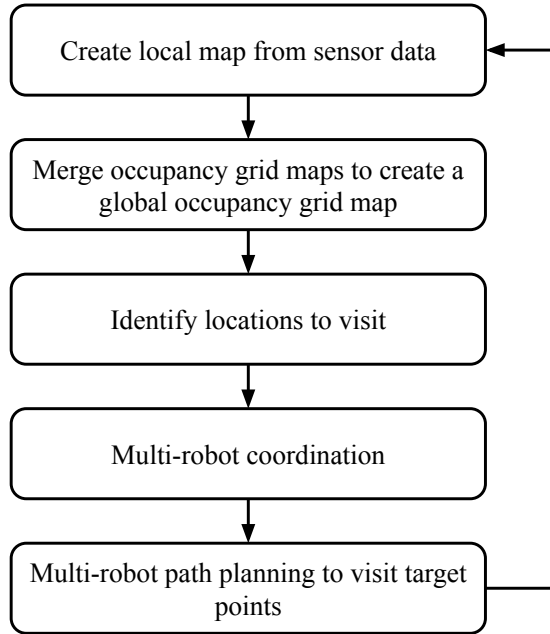 Create local map from sensor data
Merge occupancy grid maps to create a
global occupancy grid map
Identify locations to visit
Multi-robot coordination
Multi-robot path planning to visit target
points